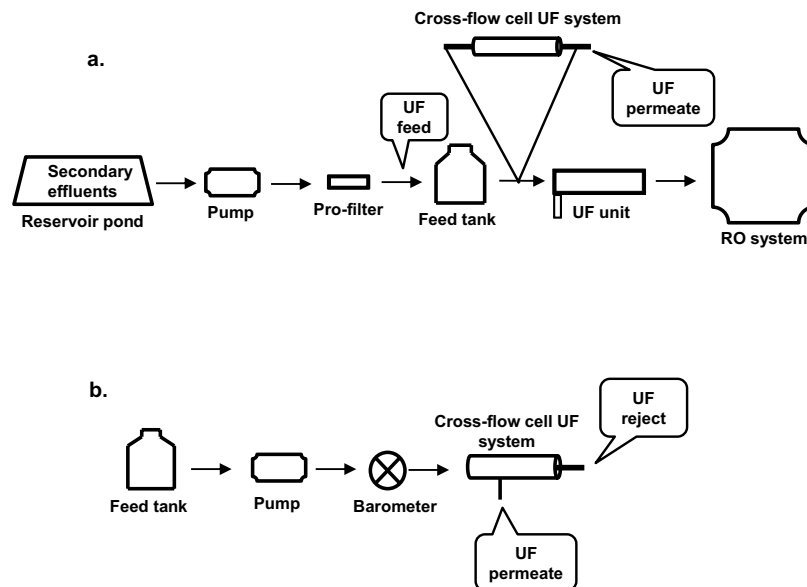 Cross-flow cell UF system
a.
UF
feed
UF
permeate
Secondary
effluents
Reservoir pond
Pump
Pro-filter
Feed tank
UF unit
RO system
b.
UF
reject
Cross-flow cell UF
system
Feed tank
Pump
Barometer
UF
permeate